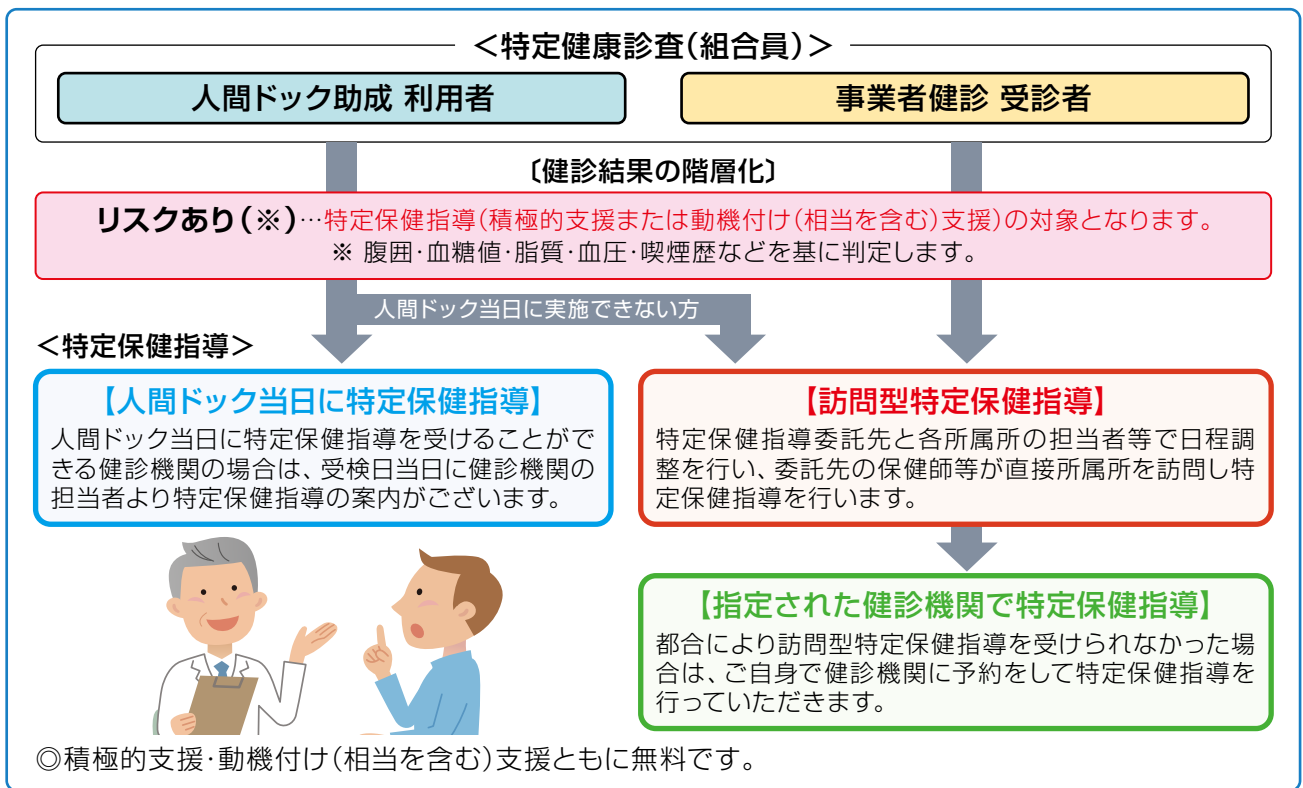 ＜特定健康診査（組合員）＞
人間ドック助成 利用者
事業者健診 受診者
〔健診結果の階層化〕
リスクあり（※）…特定保健指導（積極的支援または動機付け（相当を含む）支援）の対象となります。
※ 腹囲・血糖値・脂質・血圧・喫煙歴などを基に判定します。
人間ドック当日に実施できない方
＜特定保健指導＞
【人間ドック当日に特定保健指導】
人間ドック当日に特定保健指導を受けることがで
きる健診機関の場合は、受検日当日に健診機関の
担当者より特定保健指導の案内がございます。
【訪問型特定保健指導】
特定保健指導委託先と各所属所の担当者等で日程調
整を行い、委託先の保健師等が直接所属所を訪問し特
定保健指導を行います。
【指定された健診機関で特定保健指導】
都合により訪問型特定保健指導を受けられなかった場
合は、ご自身で健診機関に予約をして特定保健指導を
行っていただきます。
◎積極的支援・動機付け（相当を含む）支援ともに無料です。